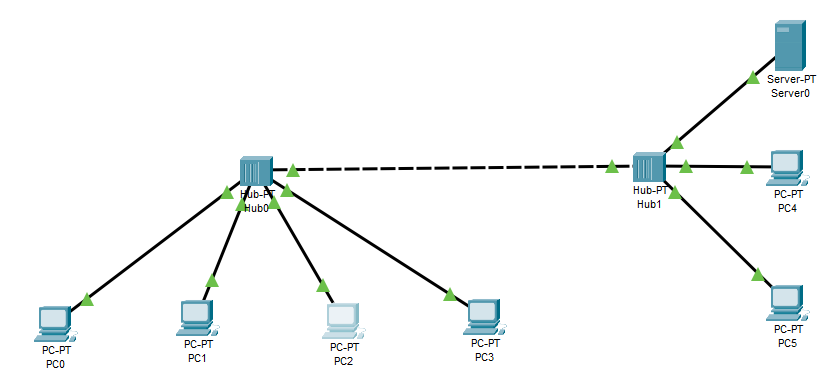 Server-PT
Server0
Hub-PT
Hub0
Hub-PT
Hub1
PC-PT
PC4
PC-PT
PC0
PC-PT
PC1
PC-PT
PC2
PC-PT
PC3
PC-PT
PC5